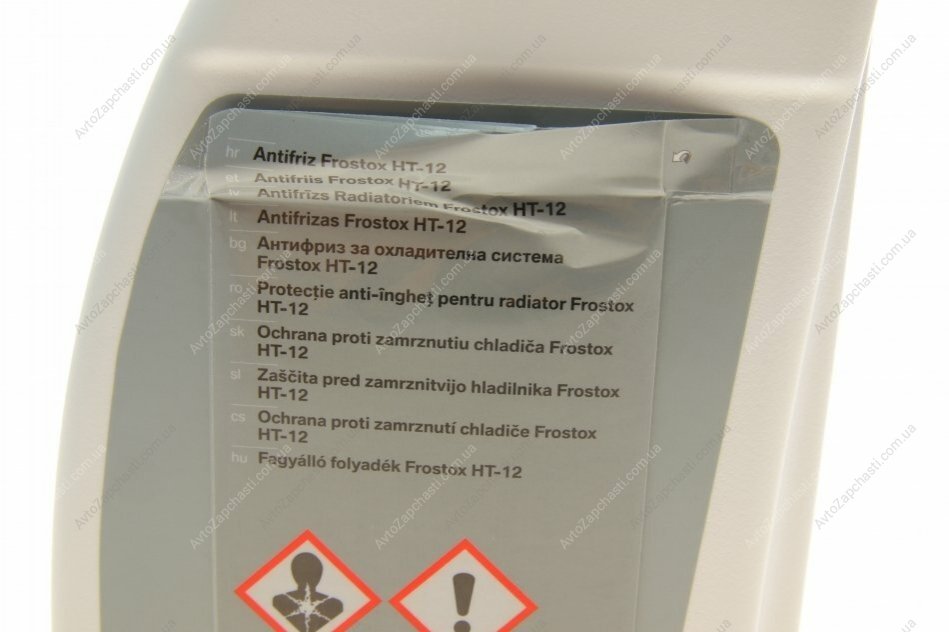 hr Antifriz Frostox HT-12
et Antifriis Frostox HT-12
lv Antifrīzs Radiatoriem Frostox HT-12
lt Antifrizas Frostox HT-12
bg Антифриз за охладителна система
Frostox HT-12
ro Protecție anti-îngheț pentru radiator Frostox
HT-12
sk Ochrana proti zamrznutiu chladiča Frostox
HT-12
sl Zaščita pred zamrznitvijo hladilnika Frostox
HT-12
cs Ochrana proti zamrznutí chladiče Frostox
HT-12
hu Fagyálló folyadék Frostox HT-12
AvtoZapchasti.com.ua